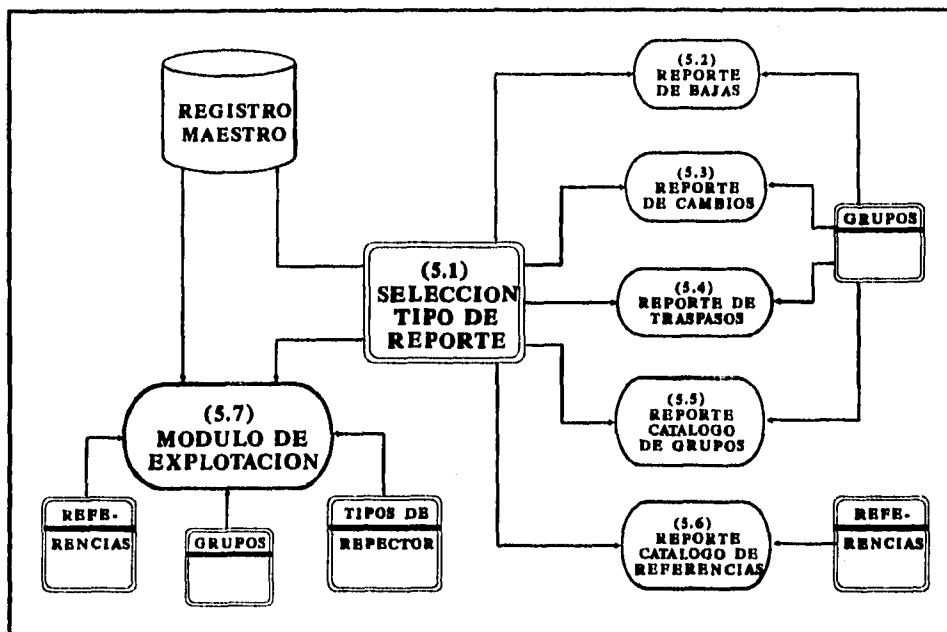 REGISTRO
MAESTRO
(5.2)
REPORTE
DE BAJAS
(5.3)
REPORTE
DE CAMBIOS
GRUPOS
(5.1)
SELECCION
TIPO DE
REPORTE
(5.4)
REPORTE DE
TRASPASOS
(5.5)
REPORTE
CATALOGO
DE GRUPOS
(5.7)
MODULO DE
EXPLOTACION
REFE-
RENCIAS
GRUPOS
TIPOS DE
REPECTOR
(5.6)
REPORTE
CATALOGO DE
REFERENCIAS
REFE-
RENCIAS